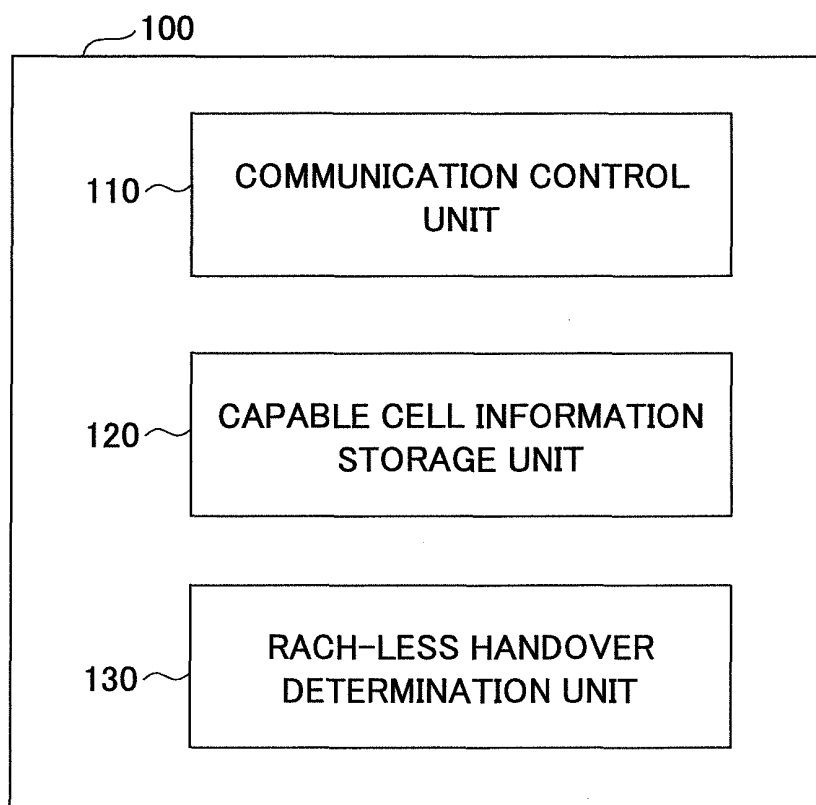 100
110
COMMUNICATION CONTROL
UNIT
120
CAPABLE CELL INFORMATION
STORAGE UNIT
130
RACH-LESS HANDOVER
DETERMINATION UNIT